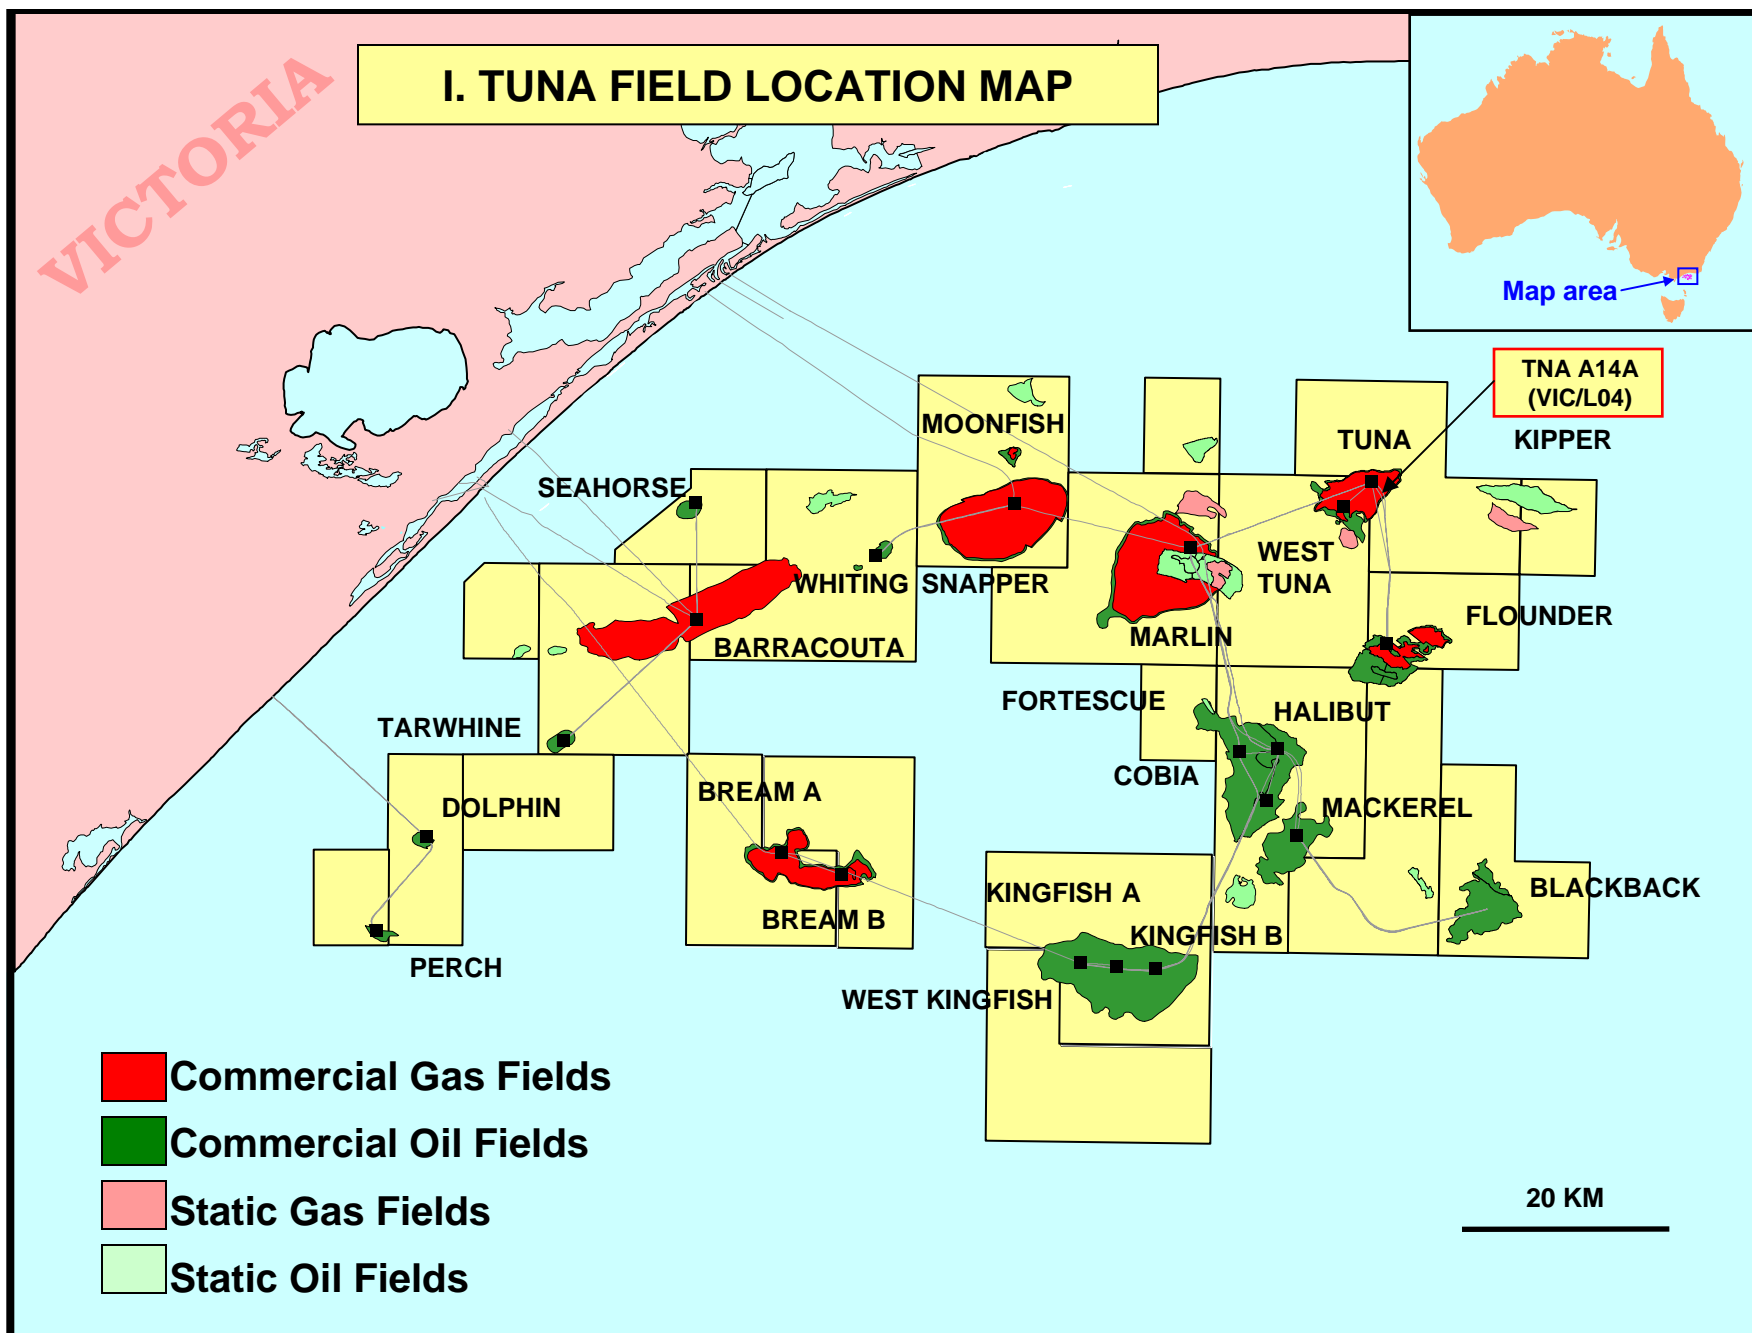 I. TUNA FIELD LOCATION MAP
VICTORIA
Map area
TNA A14A
(VIC/L04)
MOONFISH
TUNA
KIPPER
SEAHORSE
WHITING
SNAPPER
WEST
TUNA
FLOUNDER
MARLIN
BARRACOUTA
FORTESCUE
HALIBUT
TARWHINE
COBIA
BREAM A
DOLPHIN
MACKEREL
KINGFISH A
BLACKBACK
BREAM B
KINGFISH B
PERCH
WEST KINGFISH
Commercial Gas Fields
Commercial Oil Fields
Static Gas Fields
Static Oil Fields
20 KM